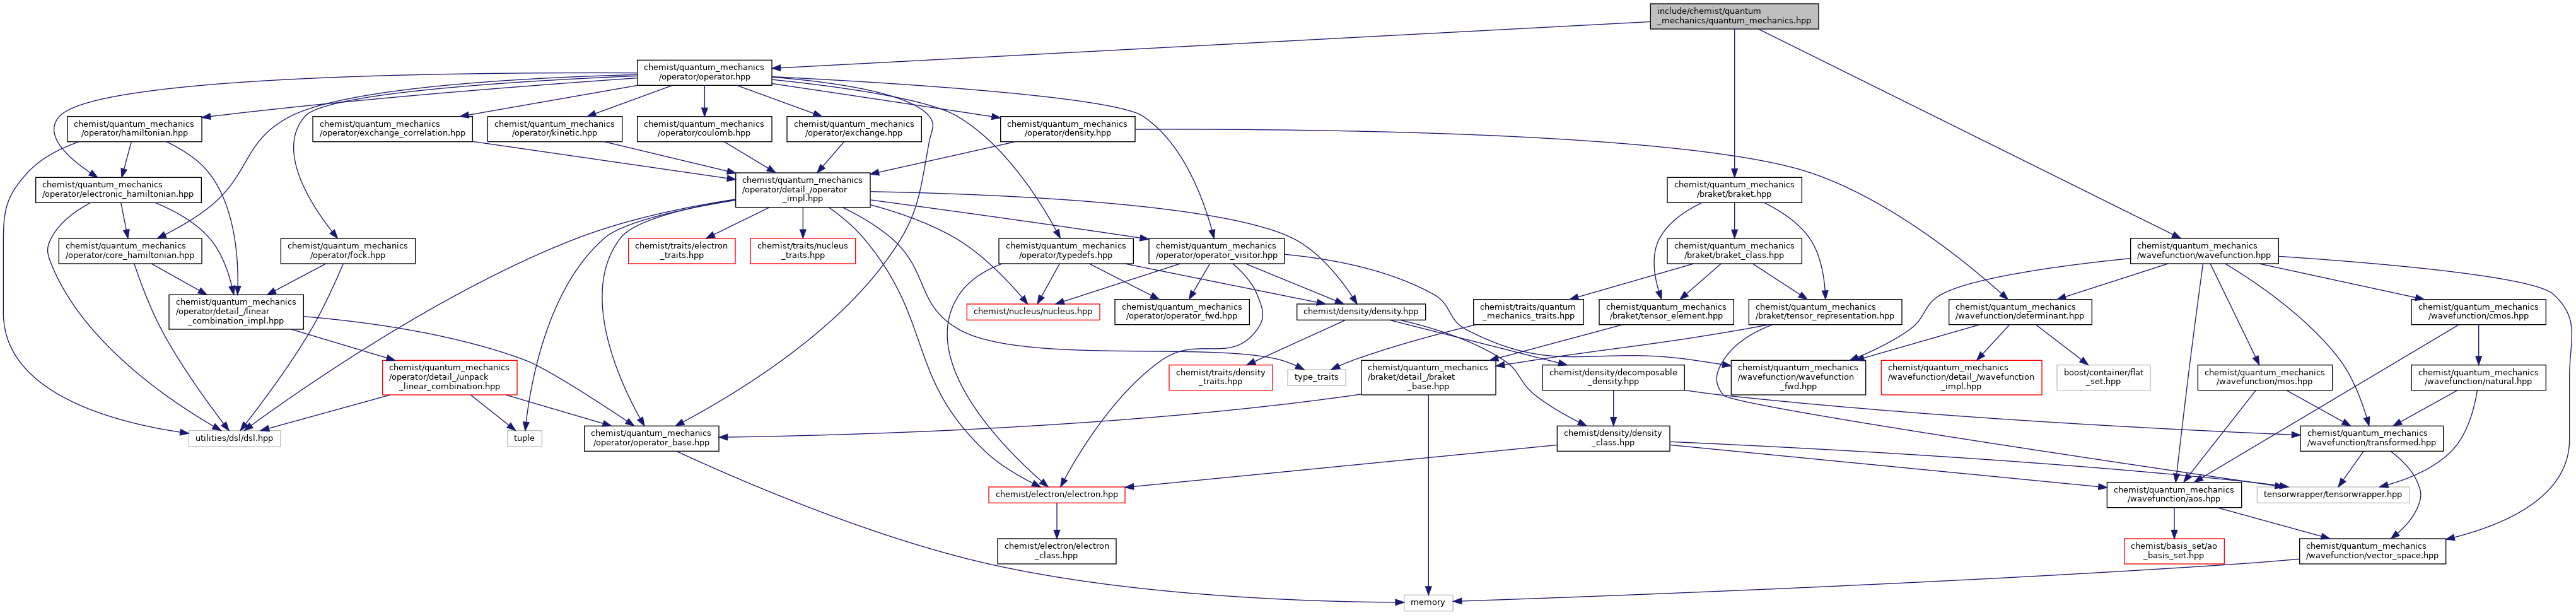 include/chemist/quantum
_mechanics/quantum_mechanics.hpp
chemist/quantum_mechanics
/operator/operator.hpp
chemist/quantum_mechanics
/operator/hamiltonian.hpp
chemist/quantum_mechanics
/operator/exchange_correlation.hpp
chemist/quantum_mechanics
/operator/kinetic.hpp
chemist/quantum_mechanics
/operator/coulomb.hpp
chemist/quantum_mechanics
/operator/exchange.hpp
chemist/quantum_mechanics
/operator/density.hpp
chemist/quantum_mechanics
/operator/electronic_hamiltonian.hpp
chemist/quantum_mechanics
/operator/detail_/operator
_impl.hpp
chemist/quantum_mechanics
/braket/braket.hpp
chemist/quantum_mechanics
/operator/core_hamiltonian.hpp
chemist/quantum_mechanics
/operator/fock.hpp
chemist/traits/electron
_traits.hpp
chemist/traits/nucleus
_traits.hpp
chemist/quantum_mechanics
/operator/typedefs.hpp
chemist/quantum_mechanics
/operator/operator_visitor.hpp
chemist/quantum_mechanics
/braket/braket_class.hpp
chemist/quantum_mechanics
/wavefunction/wavefunction.hpp
chemist/quantum_mechanics
/operator/detail_/linear
_combination_impl.hpp
chemist/nucleus/nucleus.hpp
chemist/quantum_mechanics
/operator/operator_fwd.hpp
chemist/density/density.hpp
chemist/traits/quantum
_mechanics_traits.hpp
chemist/quantum_mechanics
/braket/tensor_element.hpp
chemist/quantum_mechanics
/braket/tensor_representation.hpp
chemist/quantum_mechanics
/wavefunction/determinant.hpp
chemist/quantum_mechanics
/wavefunction/cmos.hpp
chemist/quantum_mechanics
/operator/detail_/unpack
_linear_combination.hpp
chemist/traits/density
_traits.hpp
type_traits
chemist/quantum_mechanics
/braket/detail_/braket
_base.hpp
chemist/density/decomposable
_density.hpp
chemist/quantum_mechanics
/wavefunction/wavefunction
_fwd.hpp
chemist/quantum_mechanics
/wavefunction/detail_/wavefunction
_impl.hpp
boost/container/flat
_set.hpp
chemist/quantum_mechanics
/wavefunction/mos.hpp
chemist/quantum_mechanics
/wavefunction/natural.hpp
utilities/dsl/dsl.hpp
tuple
chemist/quantum_mechanics
/operator/operator_base.hpp
chemist/density/density
_class.hpp
chemist/quantum_mechanics
/wavefunction/transformed.hpp
chemist/electron/electron.hpp
chemist/quantum_mechanics
/wavefunction/aos.hpp
tensorwrapper/tensorwrapper.hpp
chemist/electron/electron
_class.hpp
chemist/basis_set/ao
_basis_set.hpp
chemist/quantum_mechanics
/wavefunction/vector_space.hpp
memory